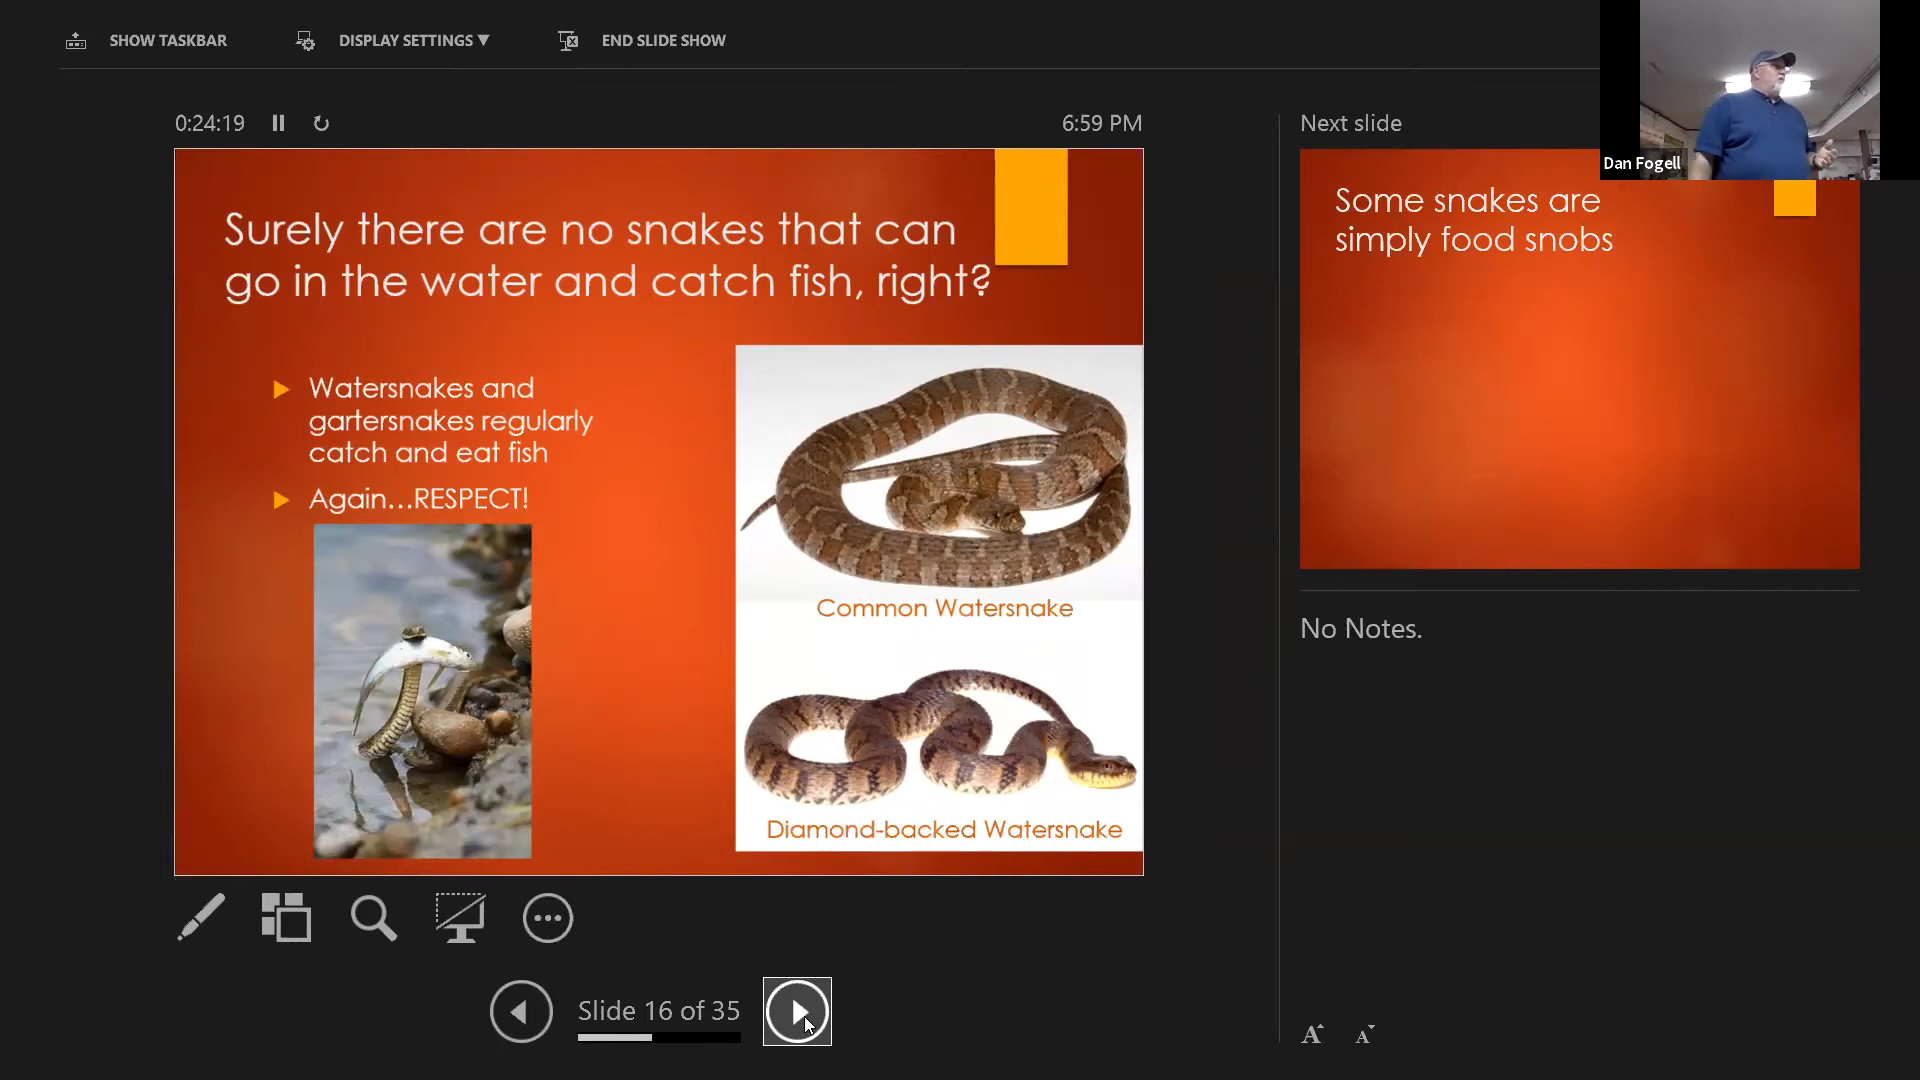 SHOW TASKBAR
DISPLAY SETTINGS ▼
END SLIDE SHOW
0:24:19
6:59 PM
Surely there are no snakes that can
go in the water and catch fish, right?
Watersnakes and
gartersnakes regularly
catch and eat fish
Again...RESPECT!
Common Watersnake
Diamond-backed Watersnake
Slide 16 of 35
Next slide
Dan Fogell
Some snakes are
simply food snobs
No Notes.
A A